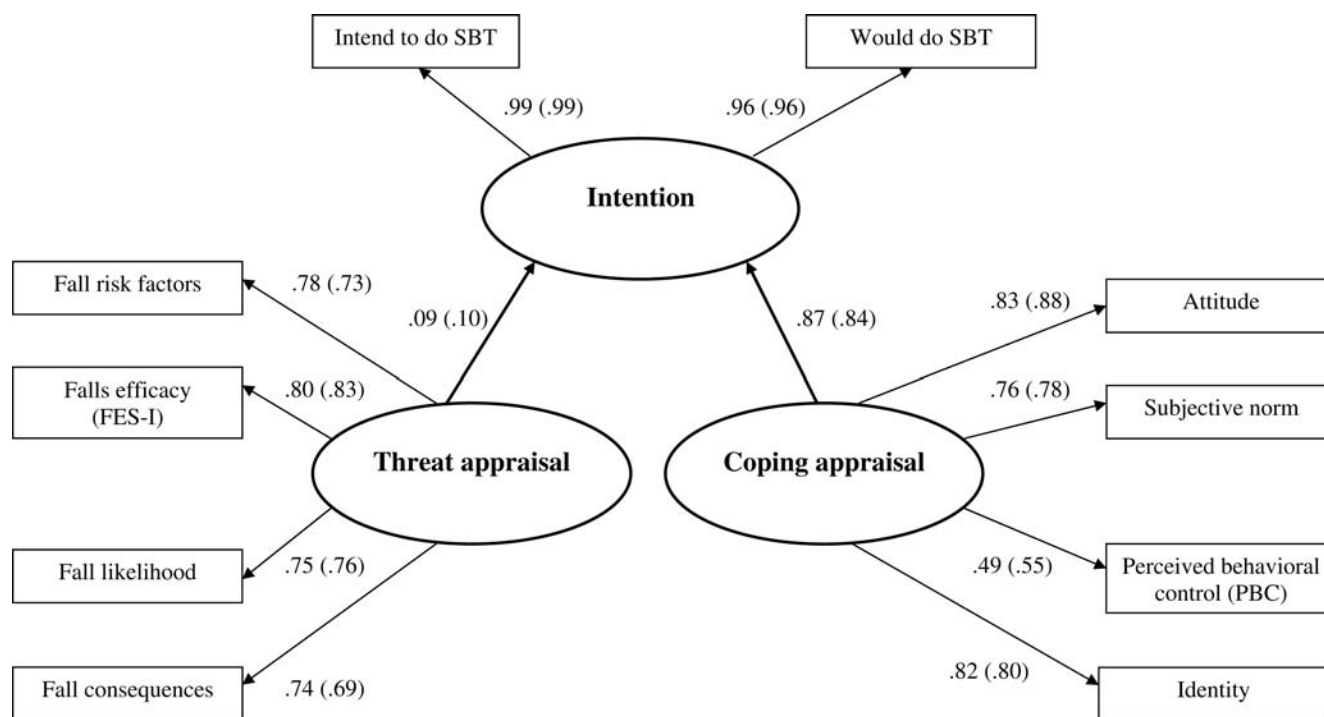 Intend to do SBT
Would do SBT
.99 (.99)
.96 (.96)
Intention
Fall risk factors
.78 (.73)
.09 (.10)
.87 (.84)
.83 (.88)
Attitude
Falls efficacy
(FES-I)
.80 (.83)
.76 (.78)
Subjective norm
Threat appraisal
Coping appraisal
Fall likelihood
.75 (.76)
.49 (.55)
Perceived behavioral
control (PBC)
Fall consequences
.74 (.69)
.82 (.80)
Identity